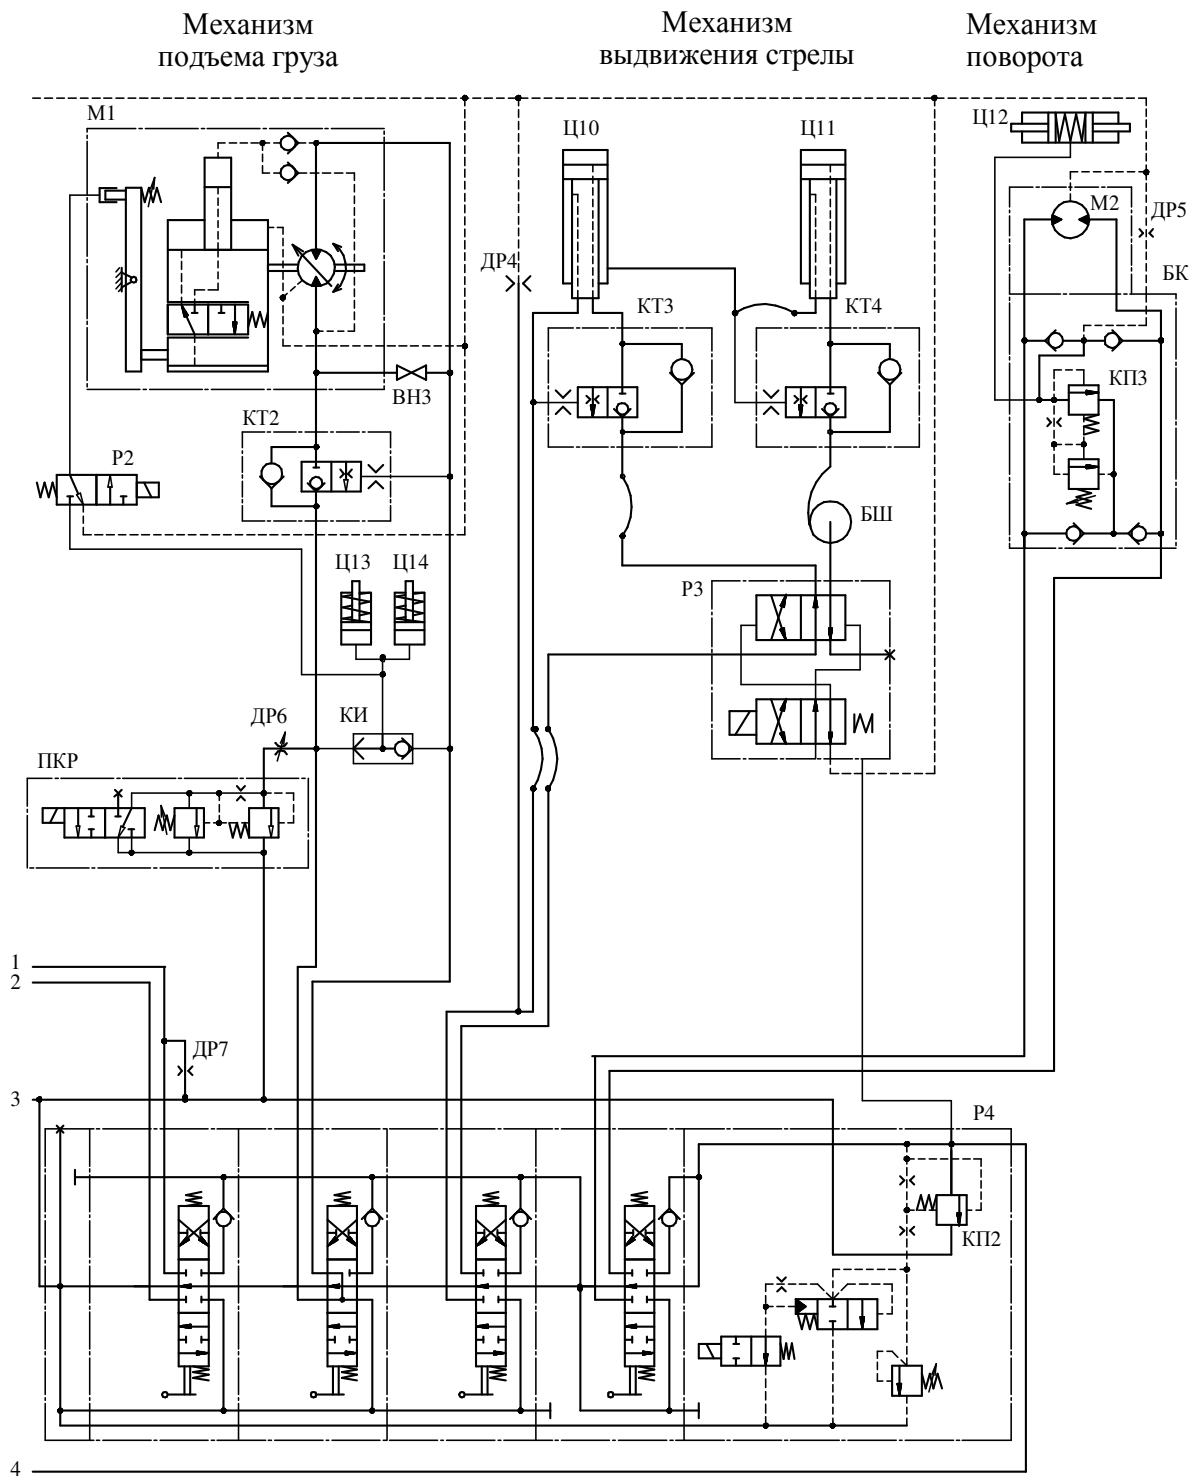 Механизм
подъема груза
Механизм
выдвижения стрелы
Механизм
поворота
М1
Ц10
Ц11
Ц12
М2
ДР5
ДР4
БК
КТ3
КТ4
КП3
ВН3
КТ2
Р2
БШ
Ц13
Ц14
Р3
ДР6
КИ
ПКР
1
2
ДР7
3
Р4
КП2
4